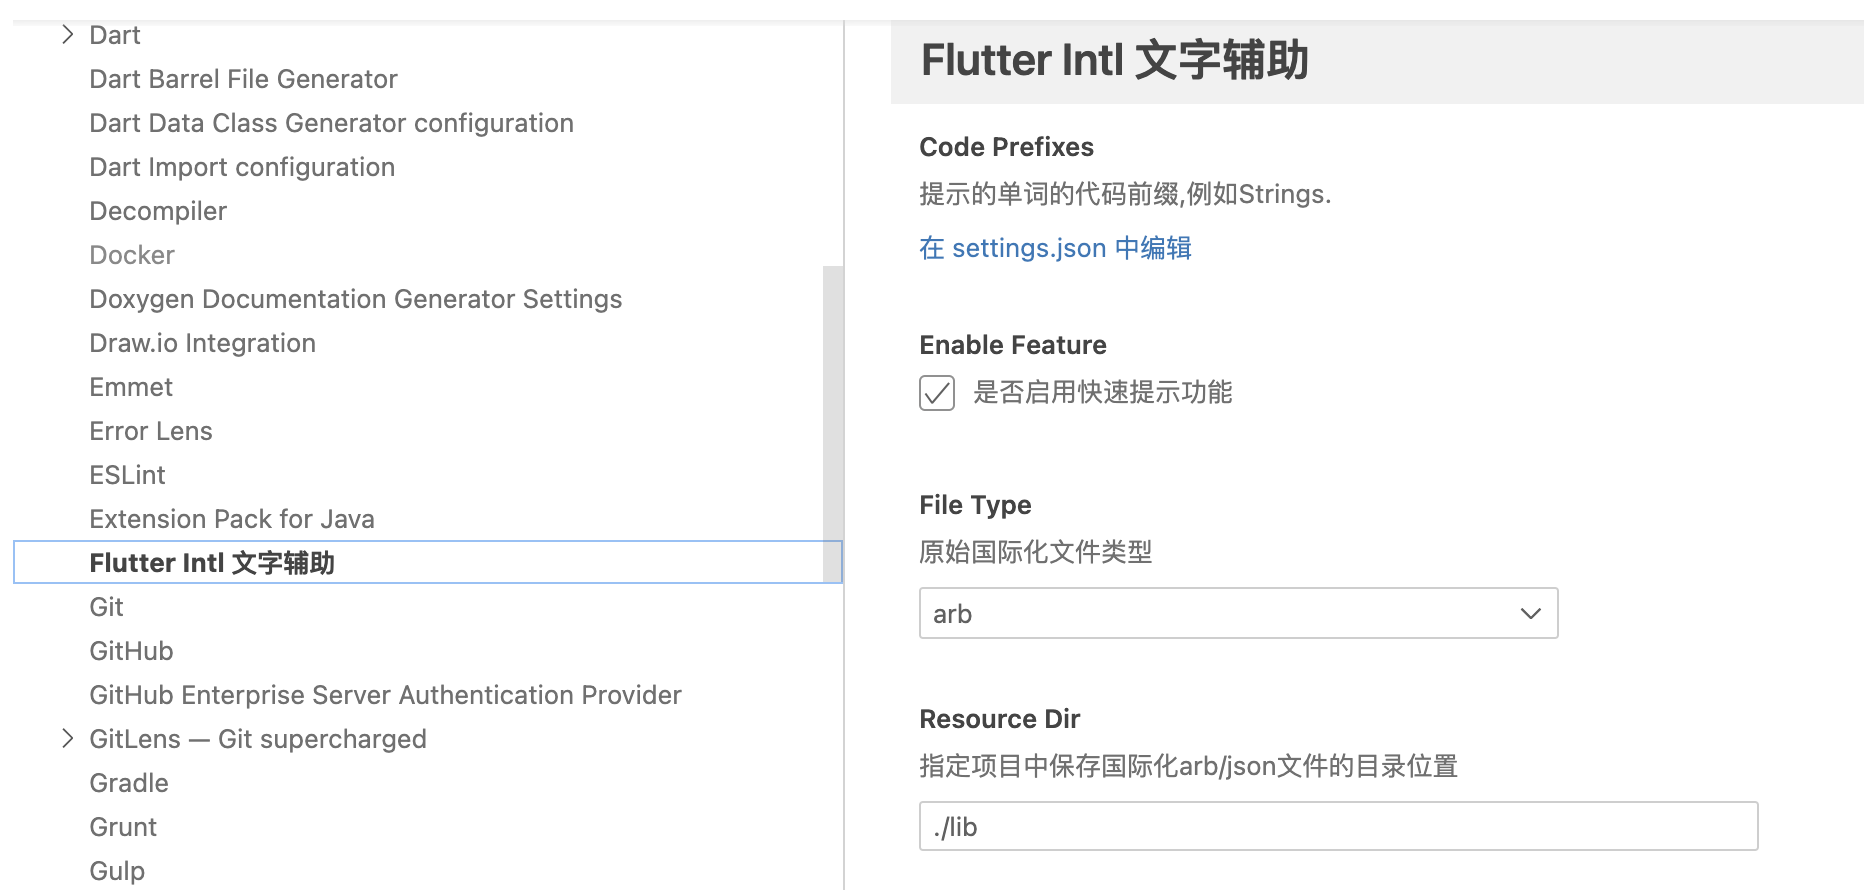 Dart
Dart Barrel File Generator
Dart Data Class Generator configuration
Dart Import configuration
Decompiler
Docker
Doxygen Documentation Generator Settings
Draw.io Integration
Emmet
Error Lens
ESLint
Extension Pack for Java
Flutter Intl 文字辅助
Git
GitHub
GitHub Enterprise Server Authentication Provider
GitLens — Git supercharged
Gradle
Grunt
Gulp
Flutter Intl 文字辅助
Code Prefixes
提示的单词的代码前缀,例如Strings.
在 settings.json 中编辑
Enable Feature
是否启用快速提示功能
File Type
原始国际化文件类型
arb
Resource Dir
指定项目中保存国际化arb/json文件的目录位置
./lib